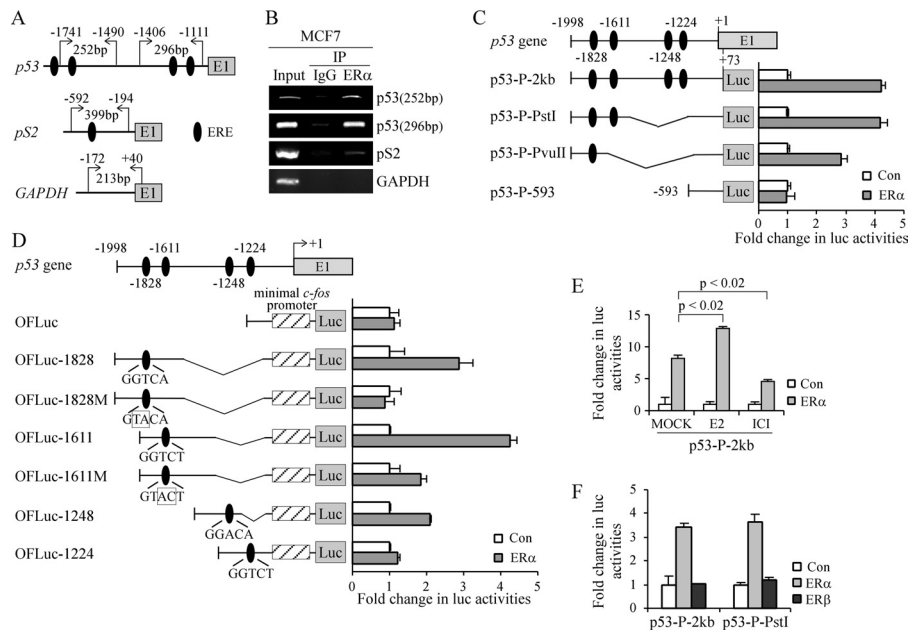 A
-1741 -1490 -1406 -1111
252bp 296bp
p53 E1
-592 -194
399bp
pS2 E1 ERE
-172 +40
213bp
GAPDH E1
B
MCF7
IP
Input IgG ERα
p53(252bp)
p53(296bp)
pS2
GAPDH
C
-1998 -1611 -1224 +1
p53 gene E1
-1828 -1248 +73
p53-P-2kb Luc
p53-P-PstI Luc
p53-P-PvuII Luc
p53-P-593 -593 Luc
Con
ERα
0 1 2 3 4 5
Fold change in luc activities
D
-1998 -1611 -1224 +1
p53 gene E1
-1828 -1248
minimal c-fos
promoter
OFLuc Luc
OFLuc-1828 Luc
GGTCA
OFLuc-1828M Luc
GTACA
OFLuc-1611 Luc
GGTCT
OFLuc-1611M Luc
GTACT
OFLuc-1248 Luc
GGACA
OFLuc-1224 Luc
GGTCT
Con
ERα
0 1 2 3 4 5
Fold change in luc activities
E
p < 0.02
p < 0.02
Fold change in luc
activities
15
10
5
0
Con
ERα
MOCK E2 ICI
p53-P-2kb
F
Fold change in luc
activities
5
4
3
2
1
0
Con
ERα
ERβ
p53-P-2kb p53-P-PstI